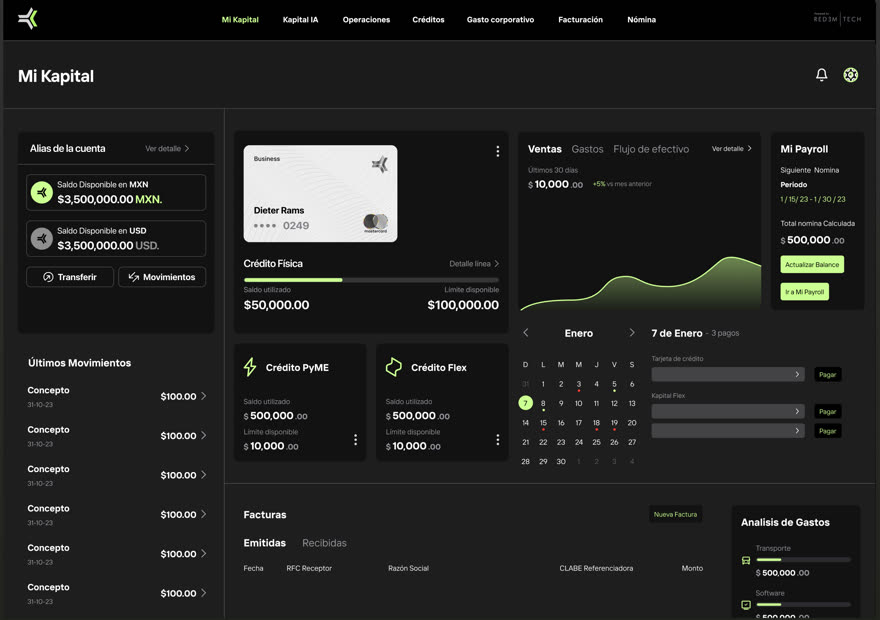 Mi Kapital
Kapital IA
Operaciones
Créditos
Gasto corporativo
Facturación
Nómina
Powered by
RED3M | TECH
Mi Kapital
Alias de la cuenta
Ver detalle
Saldo Disponible en MXN
$3,500,000.00 MXN.
Saldo Disponible en USD
$3,500,000.00 USD.
Transferir
Movimientos
Últimos Movimientos
Concepto
31-10-23
$100.00
Concepto
31-10-23
$100.00
Concepto
31-10-23
$100.00
Concepto
31-10-23
$100.00
Concepto
31-10-23
$100.00
Concepto
31-10-23
$100.00
Business
Dieter Rams
•••• 0249
mastercard
Crédito Física
Detalle línea
Saldo utilizado
Límite disponible
$50,000.00
$100,000.00
Crédito PyME
Saldo utilizado
$ 500,000 .00
Límite disponible
$ 10,000 .00
Crédito Flex
Saldo utilizado
$ 500,000 .00
Límite disponible
$ 10,000 .00
Ventas
Gastos
Flujo de efectivo
Ver detalle
Últimos 30 días
$ 10,000 .00
+5% vs mes anterior
Mi Payroll
Siguiente Nomina
Periodo
1 / 15/ 23 - 1 / 30 / 23
Total nomina Calculada
$ 500,000 .00
Actualizar Balance
Ir a Mi Payroll
Enero
D L M M J V S
31 1 2 3 4 5 6
7 8 9 10 11 12 13
14 15 16 17 18 19 20
21 22 23 24 25 26 27
28 29 30 1 2 3 4
7 de Enero - 3 pagos
Tarjeta de crédito
Pagar
Kapital Flex
Pagar
Pagar
Facturas
Nueva Factura
Emitidas
Recibidas
Fecha
RFC Receptor
Razón Social
CLABE Referenciadora
Monto
Analisis de Gastos
Transporte
$ 500,000 .00
Software
$ 500,000 .00